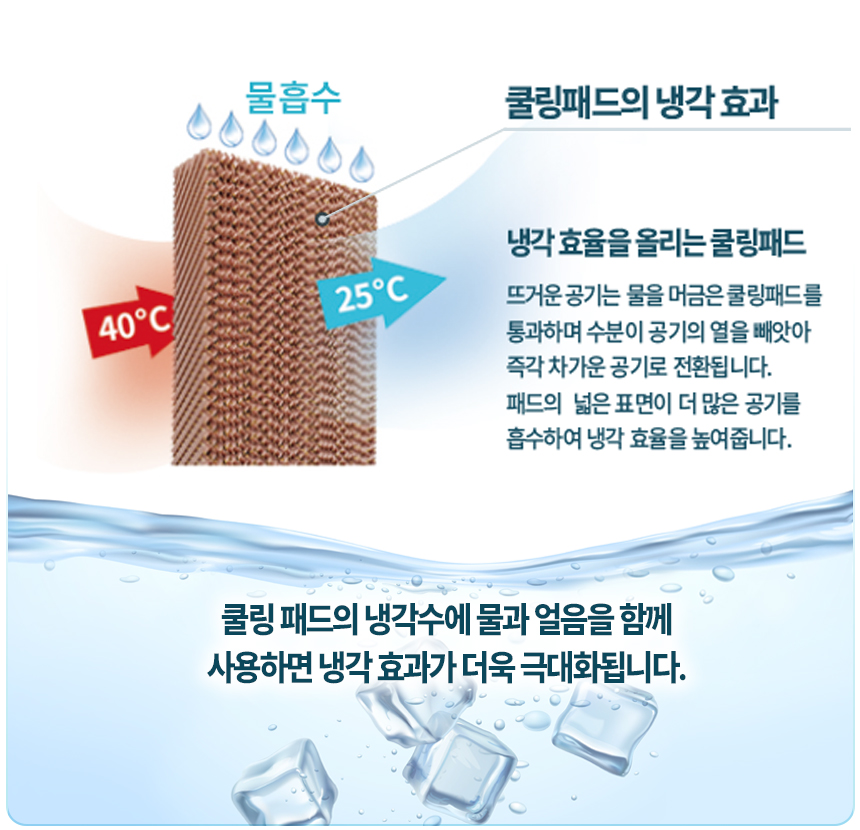 물흡수
쿨링패드의 냉각 효과
40°C
25°C
냉각 효율을 올리는 쿨링패드
뜨거운 공기는 물을 머금은 쿨링패드를
통과하며 수분이 공기의 열을 빼앗아
즉각 차가운 공기로 전환됩니다.
패드의 넓은 표면이 더 많은 공기를
흡수하여 냉각 효율을 높여줍니다.
쿨링 패드의 냉각수에 물과 얼음을 함께
사용하면 냉각 효과가 더욱 극대화됩니다.